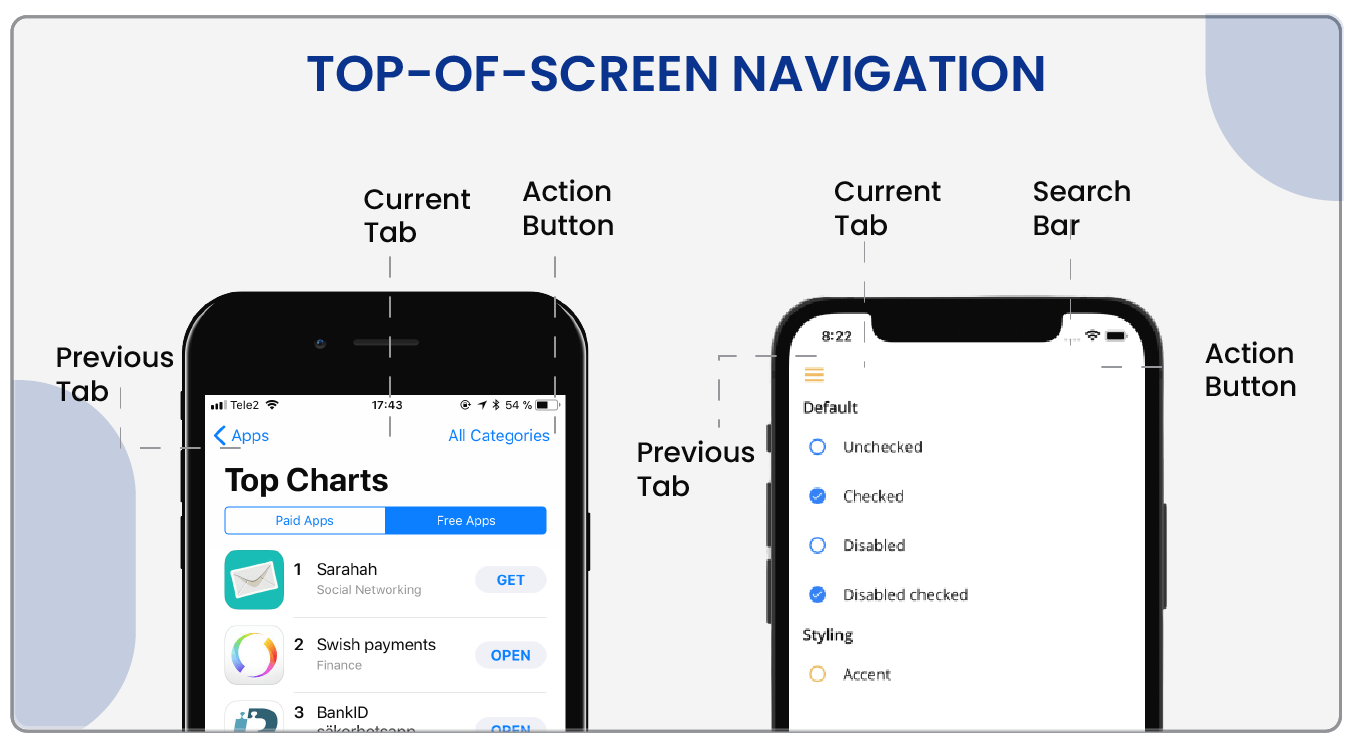 TOP-OF-SCREEN NAVIGATION
Current
Tab
Action
Button
Current
Tab
Search
Bar
Previous
Tab
Previous
Tab
Action
Button
Tele2
17:43
54 %
Apps
All Categories
Top Charts
Paid Apps
Free Apps
1
Sarahah
Social Networking
GET
2
Swish payments
Finance
OPEN
3
BankID
säkerhetsapp
OPEN
8:22
Default
Unchecked
Checked
Disabled
Disabled checked
Styling
Accent